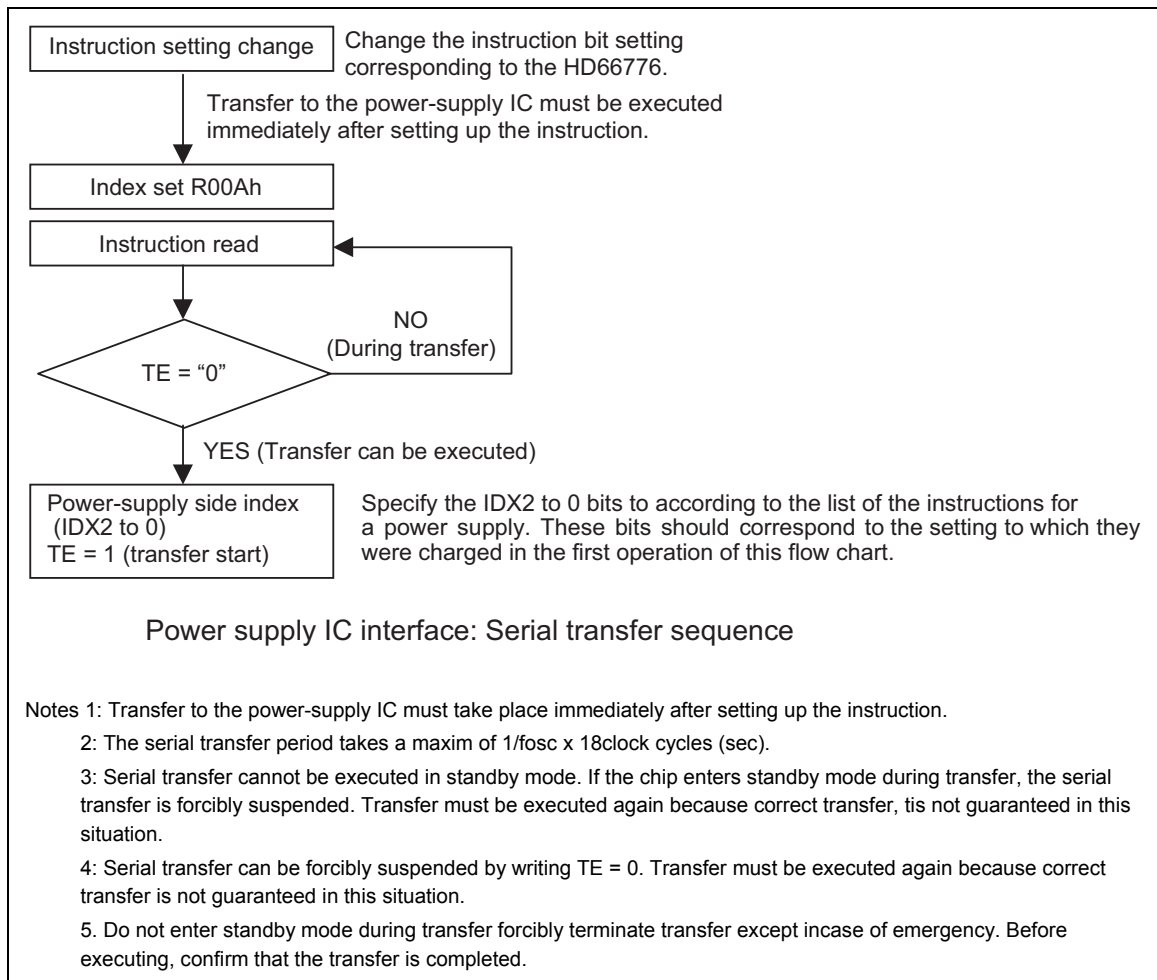 Instruction setting change
Change the instruction bit setting
corresponding to the HD66776.
Transfer to the power-supply IC must be executed
immediately after setting up the instruction.
Index set R00Ah
Instruction read
NO
(During transfer)
TE = “0”
YES (Transfer can be executed)
Power-supply side index
(IDX2 to 0)
TE = 1 (transfer start)
Specify the IDX2 to 0 bits to according to the list of the instructions for
a power supply. These bits should correspond to the setting to which they
were charged in the first operation of this flow chart.
Power supply IC interface: Serial transfer sequence
Notes 1: Transfer to the power-supply IC must take place immediately after setting up the instruction.
2: The serial transfer period takes a maxim of 1/fosc x 18clock cycles (sec).
3: Serial transfer cannot be executed in standby mode. If the chip enters standby mode during transfer, the serial
transfer is forcibly suspended. Transfer must be executed again because correct transfer, tis not guaranteed in this
situation.
4: Serial transfer can be forcibly suspended by writing TE = 0. Transfer must be executed again because correct
transfer is not guaranteed in this situation.
5. Do not enter standby mode during transfer forcibly terminate transfer except incase of emergency. Before
executing, confirm that the transfer is completed.